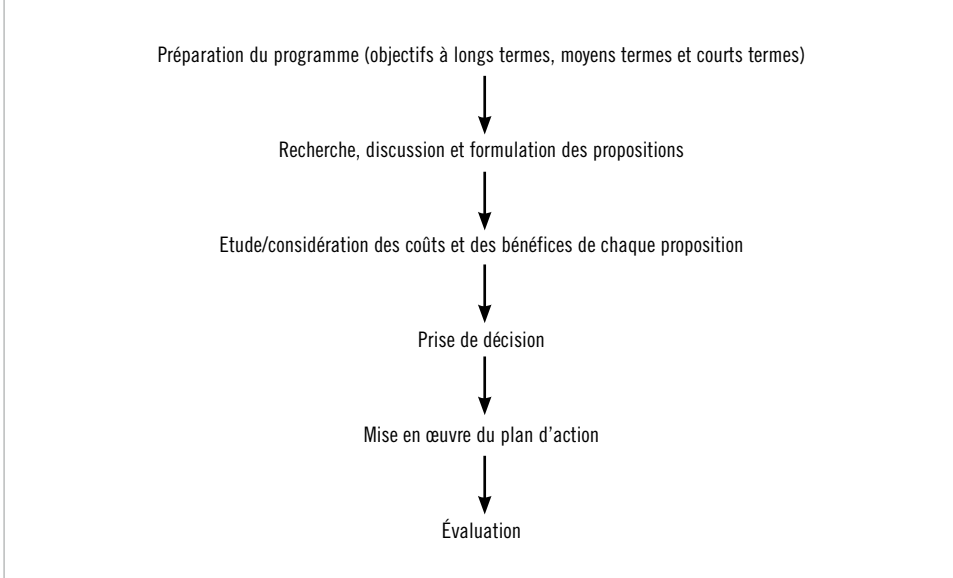 Préparation du programme (objectifs à longs termes, moyens termes et courts termes)
Recherche, discussion et formulation des propositions
Etude/considération des coûts et des bénéfices de chaque proposition
Prise de décision
Mise en œuvre du plan d’action
Évaluation